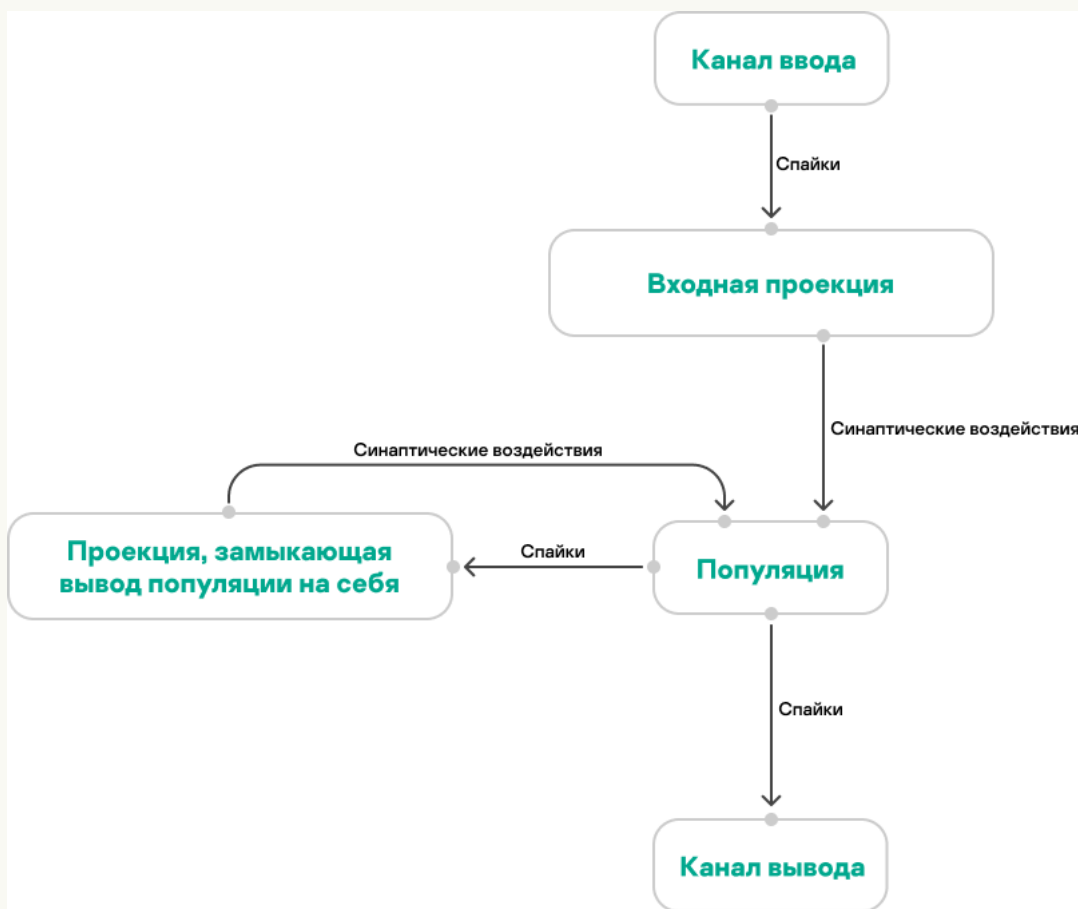 Канал ввода
Спайки
Входная проекция
Синаптические воздействия
Синаптические воздействия
Проекция, замыкающая
вывод популяции на себя
Спайки
Популяция
Спайки
Канал вывода